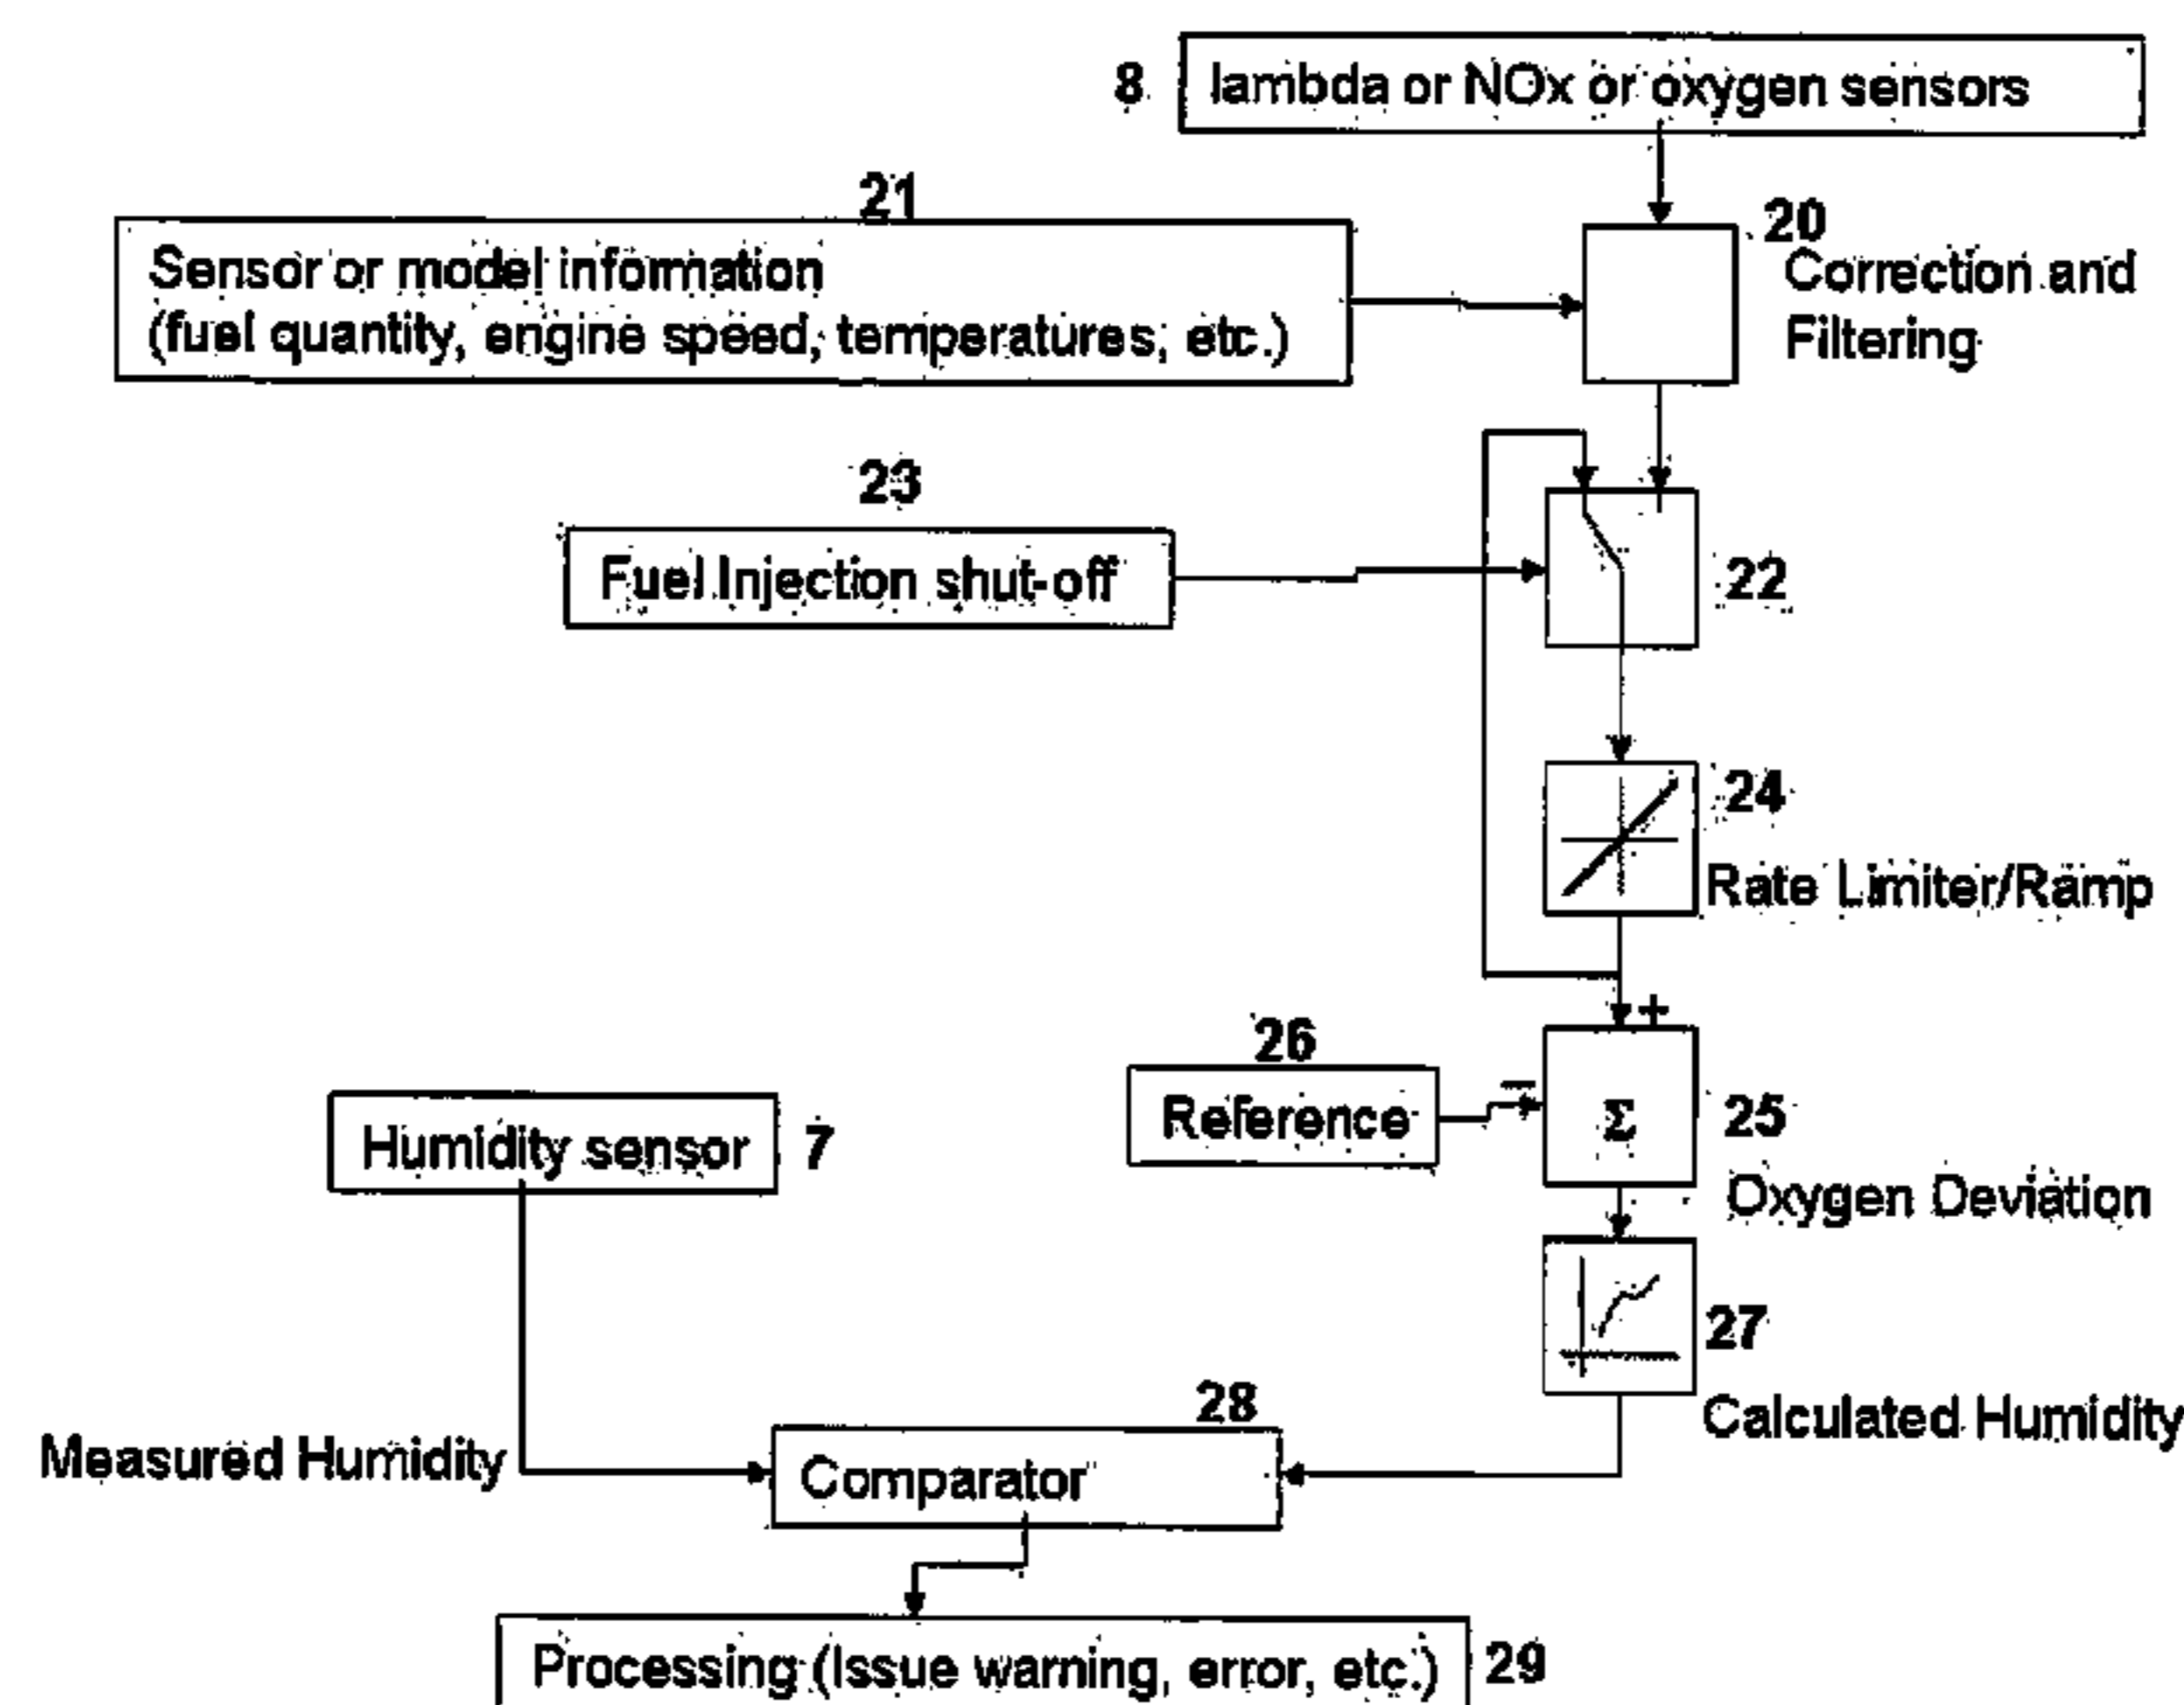 8 lambda or NOx or oxygen sensors
21
20
Sensor or model information
(fuel quantity, engine speed, temperatures, etc.)
Correction and
Filtering
23
Fuel Injection shut-off
22
24
Rate Limiter/Ramp
+
26
Reference
−
Σ
25
Oxygen Deviation
Humidity sensor 7
27
Calculated Humidity
28
Measured Humidity
Comparator
Processing (Issue warning, error, etc.) 29